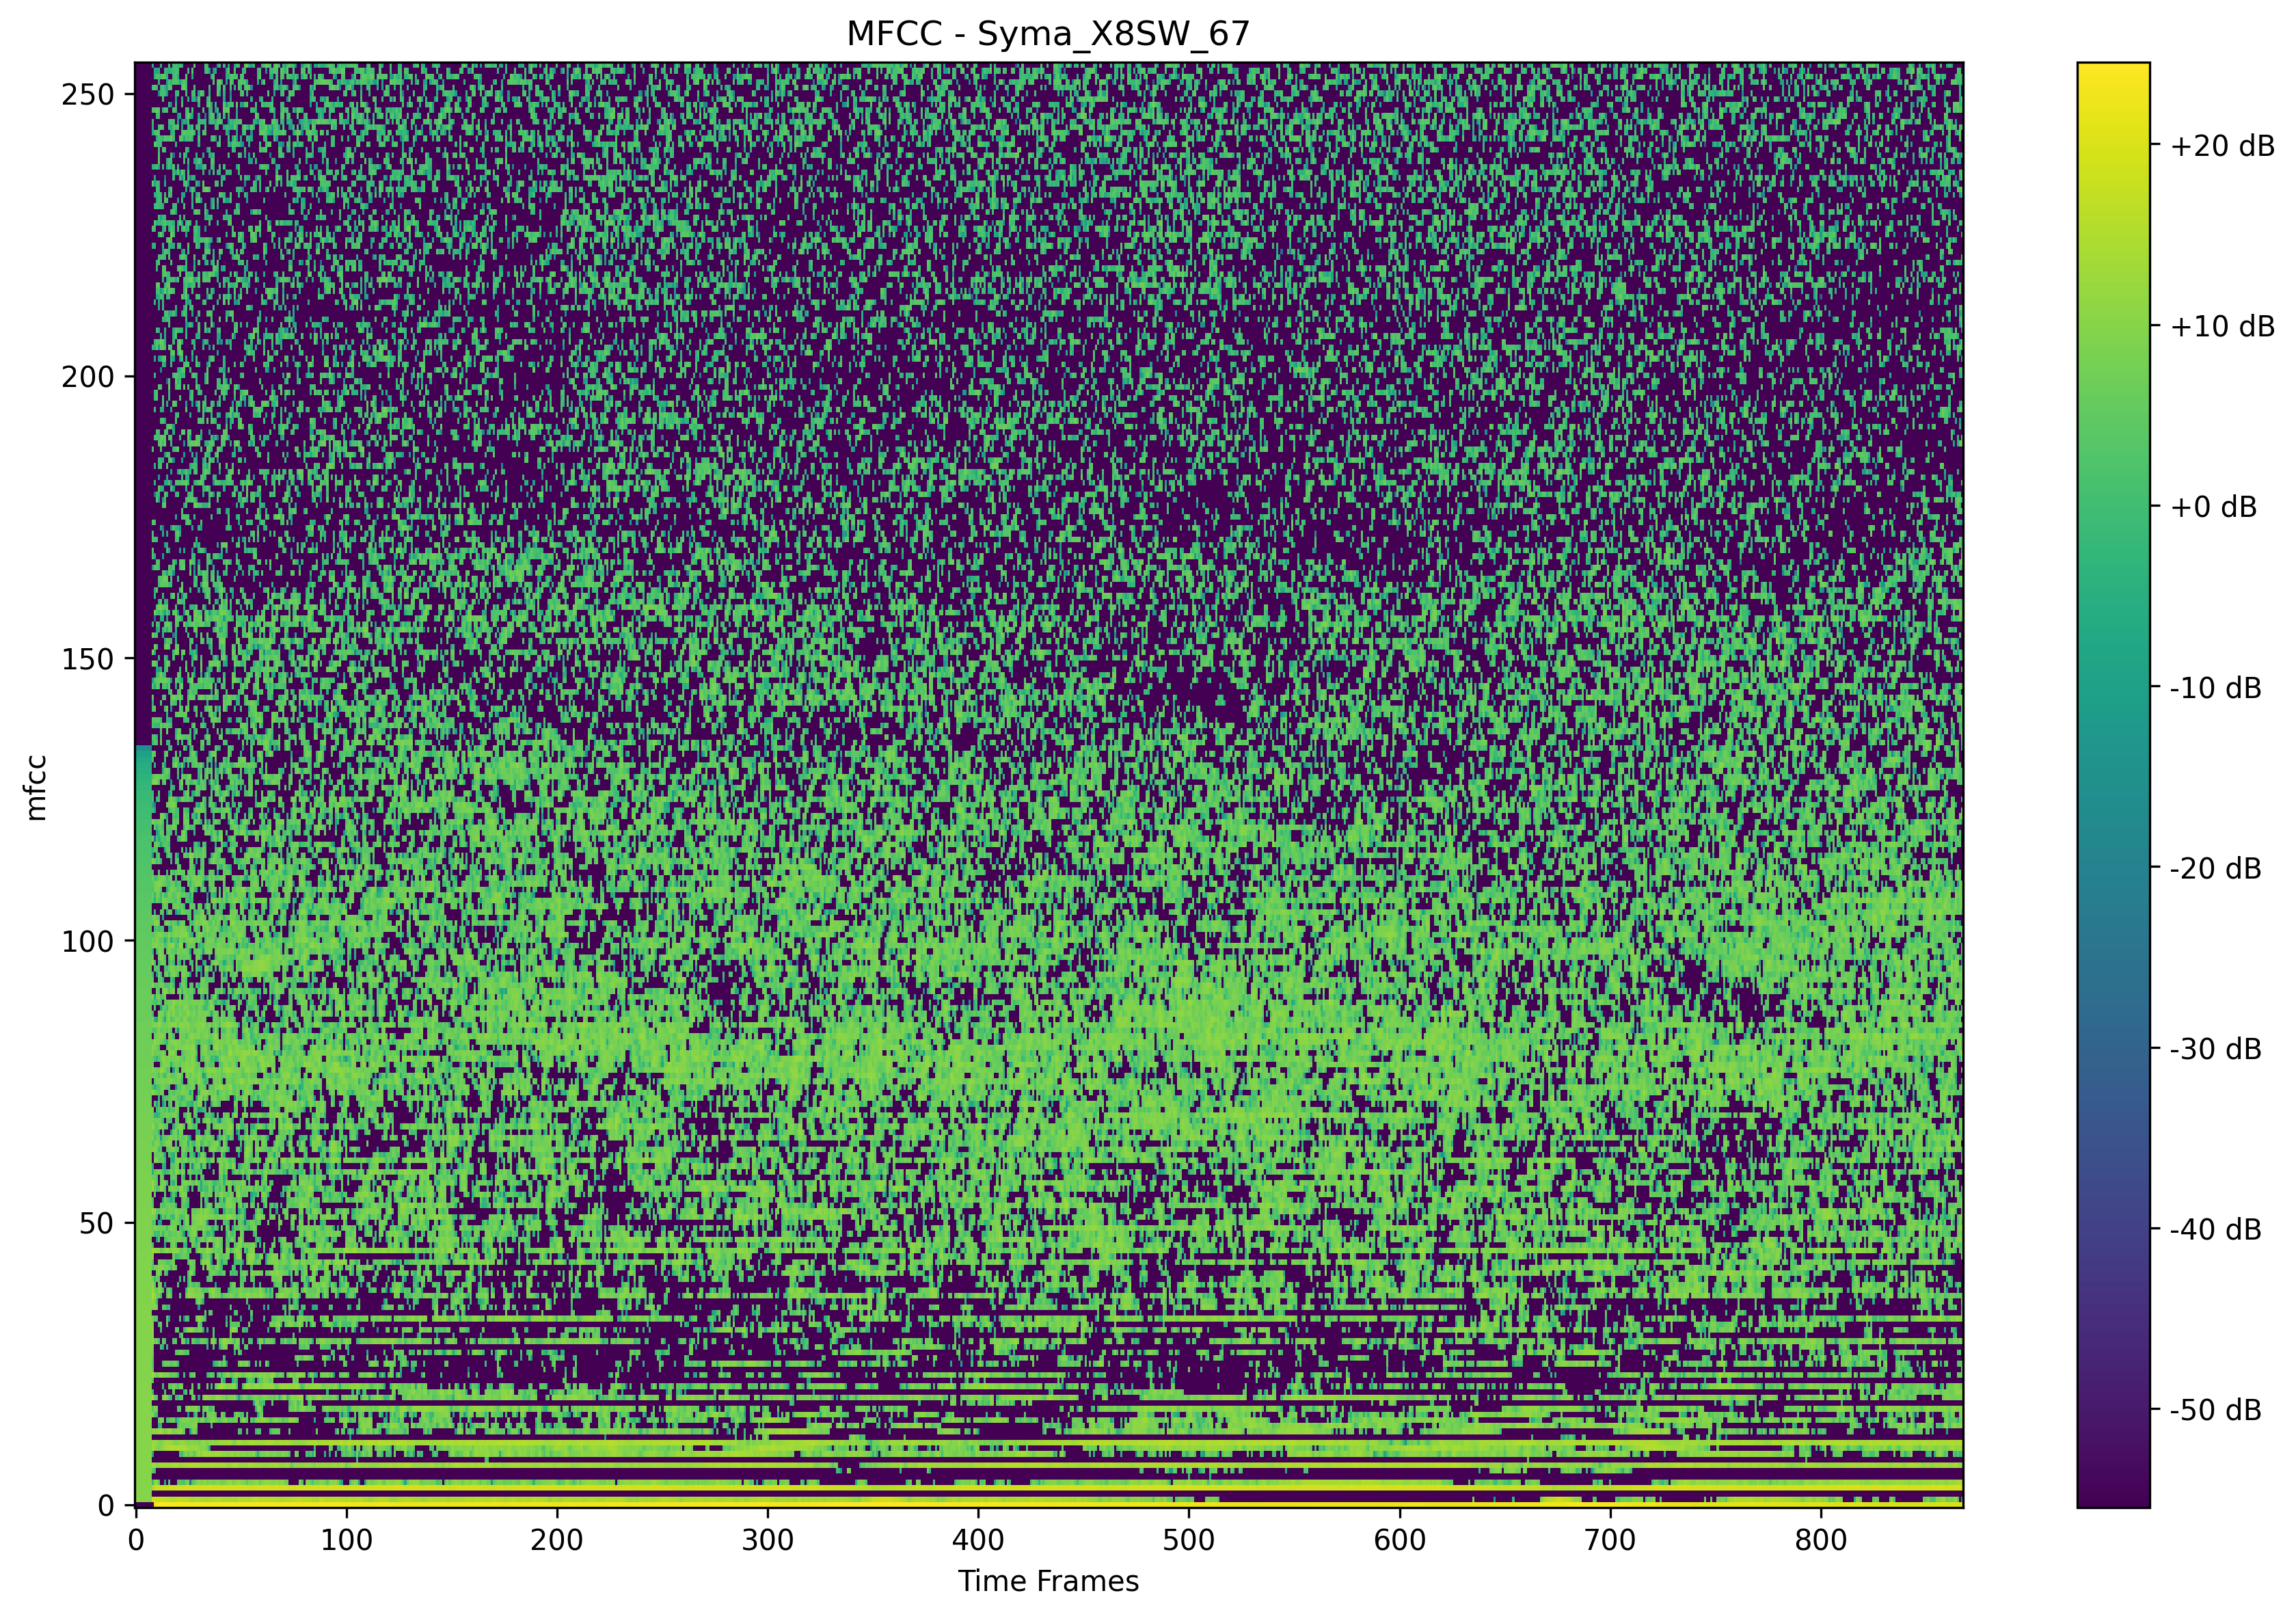 MFCC - Syma_X8SW_67
250
200
150
100
50
0
mfcc
0 100 200 300 400 500 600 700 800
Time Frames
+20 dB
+10 dB
+0 dB
-10 dB
-20 dB
-30 dB
-40 dB
-50 dB